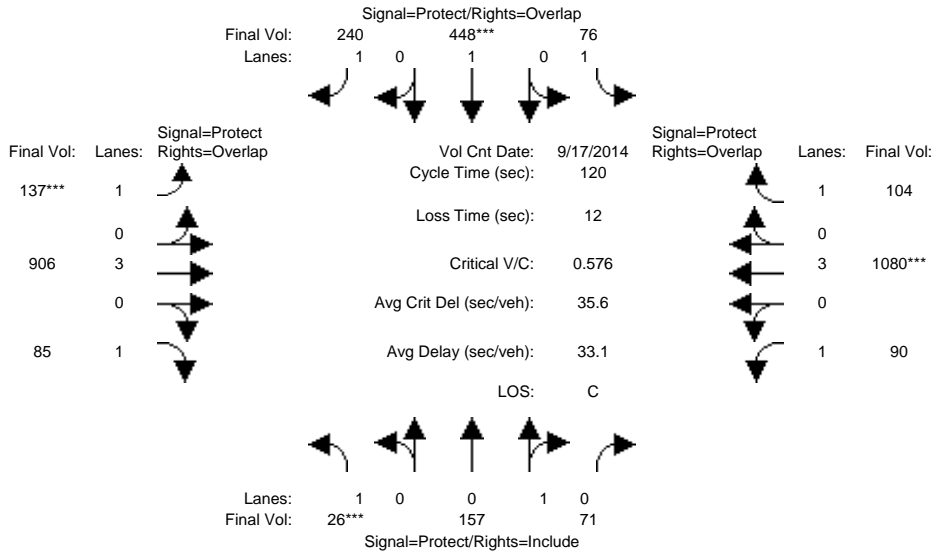 Signal=Protect/Rights=Overlap
Final Vol: 240 448*** 76
Lanes: 1 0 1 0 1
Signal=Protect
Final Vol: Lanes: Rights=Overlap
Vol Cnt Date: 9/17/2014
Signal=Protect
Rights=Overlap Lanes: Final Vol:
Cycle Time (sec): 120
137*** 1
1 104
Loss Time (sec): 12
0
0
906 3
Critical V/C: 0.576
3 1080***
0
Avg Crit Del (sec/veh): 35.6
0
85 1
Avg Delay (sec/veh): 33.1
1 90
LOS: C
Lanes: 1 0 0 1 0
Final Vol: 26*** 157 71
Signal=Protect/Rights=Include